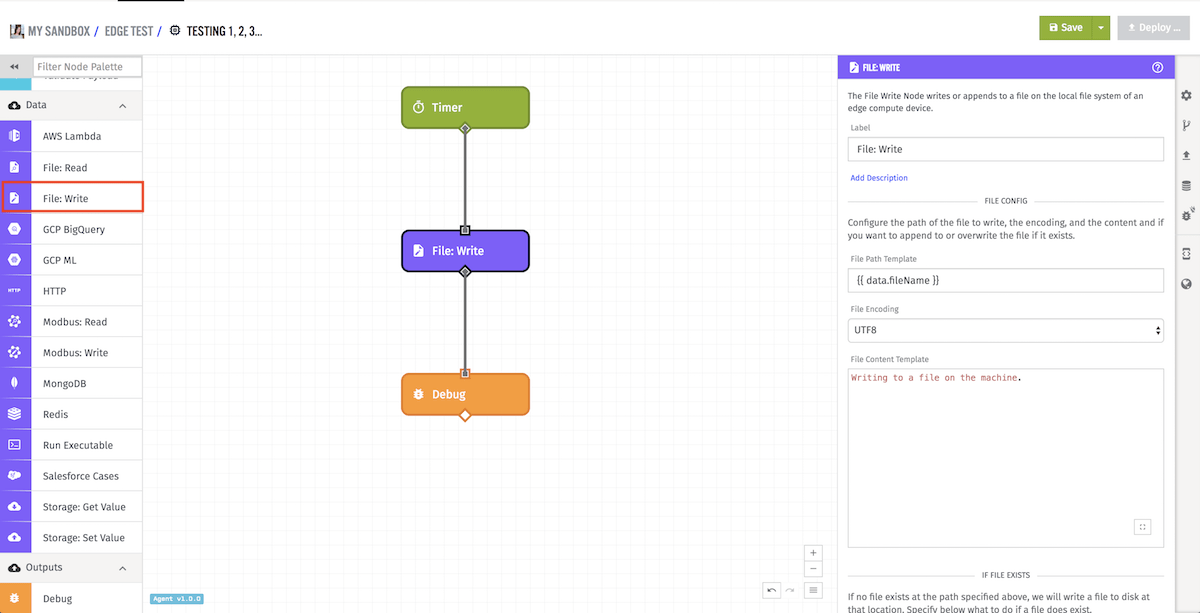 MY SANDBOX / EDGE TEST / TESTING 1, 2, 3...
Save
Deploy ...
Filter Node Palette
Validate Payload
Data
AWS Lambda
File: Read
File: Write
GCP BigQuery
GCP ML
HTTP
HTTP
Modbus: Read
Modbus: Write
MongoDB
Redis
Run Executable
Salesforce Cases
Storage: Get Value
Storage: Set Value
Outputs
Debug
Timer
File: Write
Debug
Agent v1.0.0
FILE: WRITE
The File Write Node writes or appends to a file on the local file system of an
edge compute device.
Label
File: Write
Add Description
FILE CONFIG
Configure the path of the file to write, the encoding, and the content and if
you want to append to or overwrite the file if it exists.
File Path Template
{{ data.fileName }}
File Encoding
UTF8
File Content Template
Writing to a file on the machine.
IF FILE EXISTS
If no file exists at the path specified above, we will write a file to disk at
that location. Specify below what to do if a file does exist.